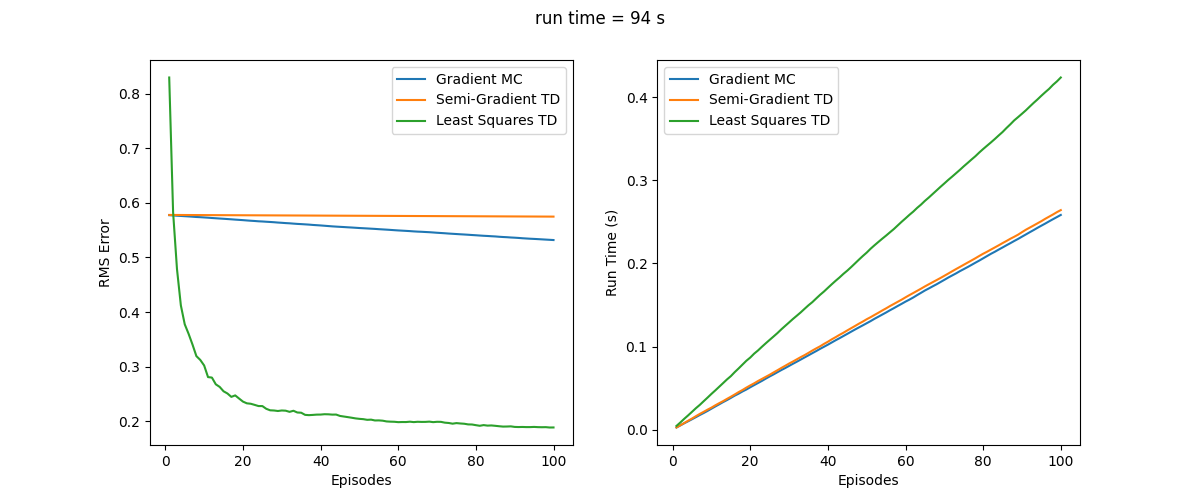 run time = 94 s
Gradient MC
Semi-Gradient TD
Least Squares TD
0.8
0.7
0.6
0.5
0.4
0.3
0.2
RMS Error
0 20 40 60 80 100
Episodes
Gradient MC
Semi-Gradient TD
Least Squares TD
0.4
0.3
0.2
0.1
0.0
Run Time (s)
0 20 40 60 80 100
Episodes